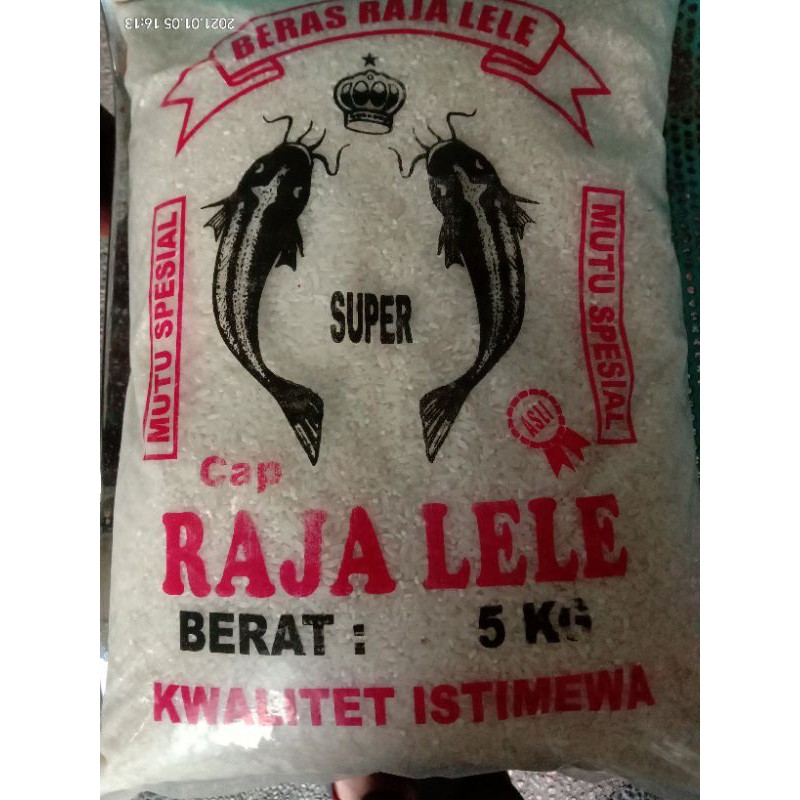 2021.01.05 16:13
BERAS RAJA LELE
MUTU SPESIAL
SUPER
MUTU SPESIAL
ASLI
Cap
RAJA LELE
BERAT : 5 KG
KWALITET ISTIMEWA